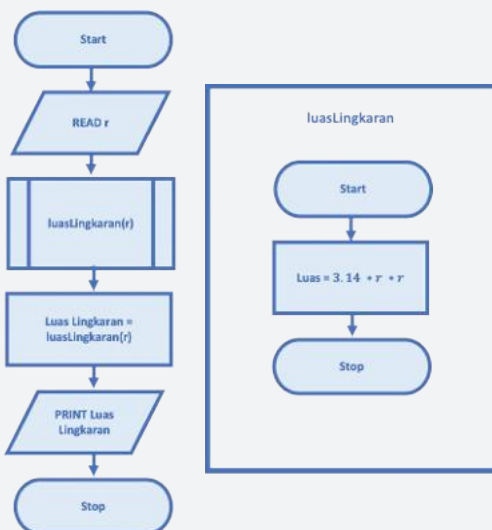 Start
READ r
luasLingkaran(r)
Luas Lingkaran =
luasLingkaran(r)
PRINT Luas
Lingkaran
Stop
luasLingkaran
Start
Luas = 3.14 * r * r
Stop